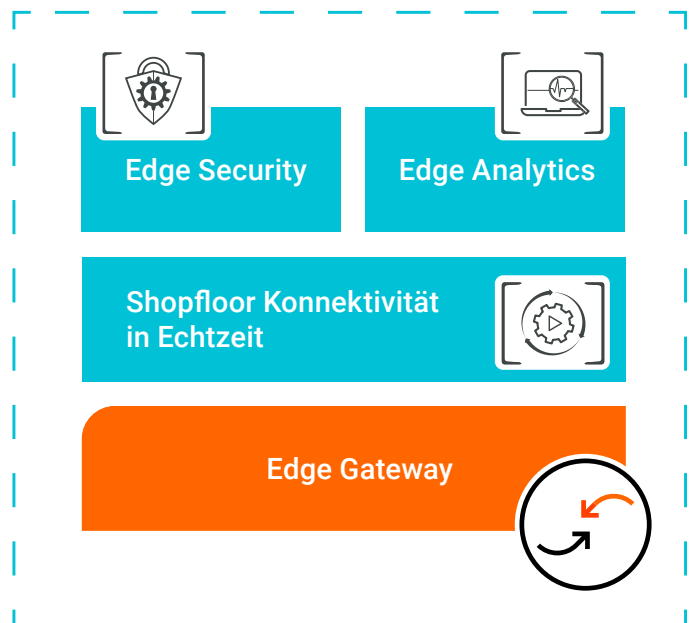 Edge Security
Edge Analytics
Shopfloor Konnektivität
in Echtzeit
Edge Gateway